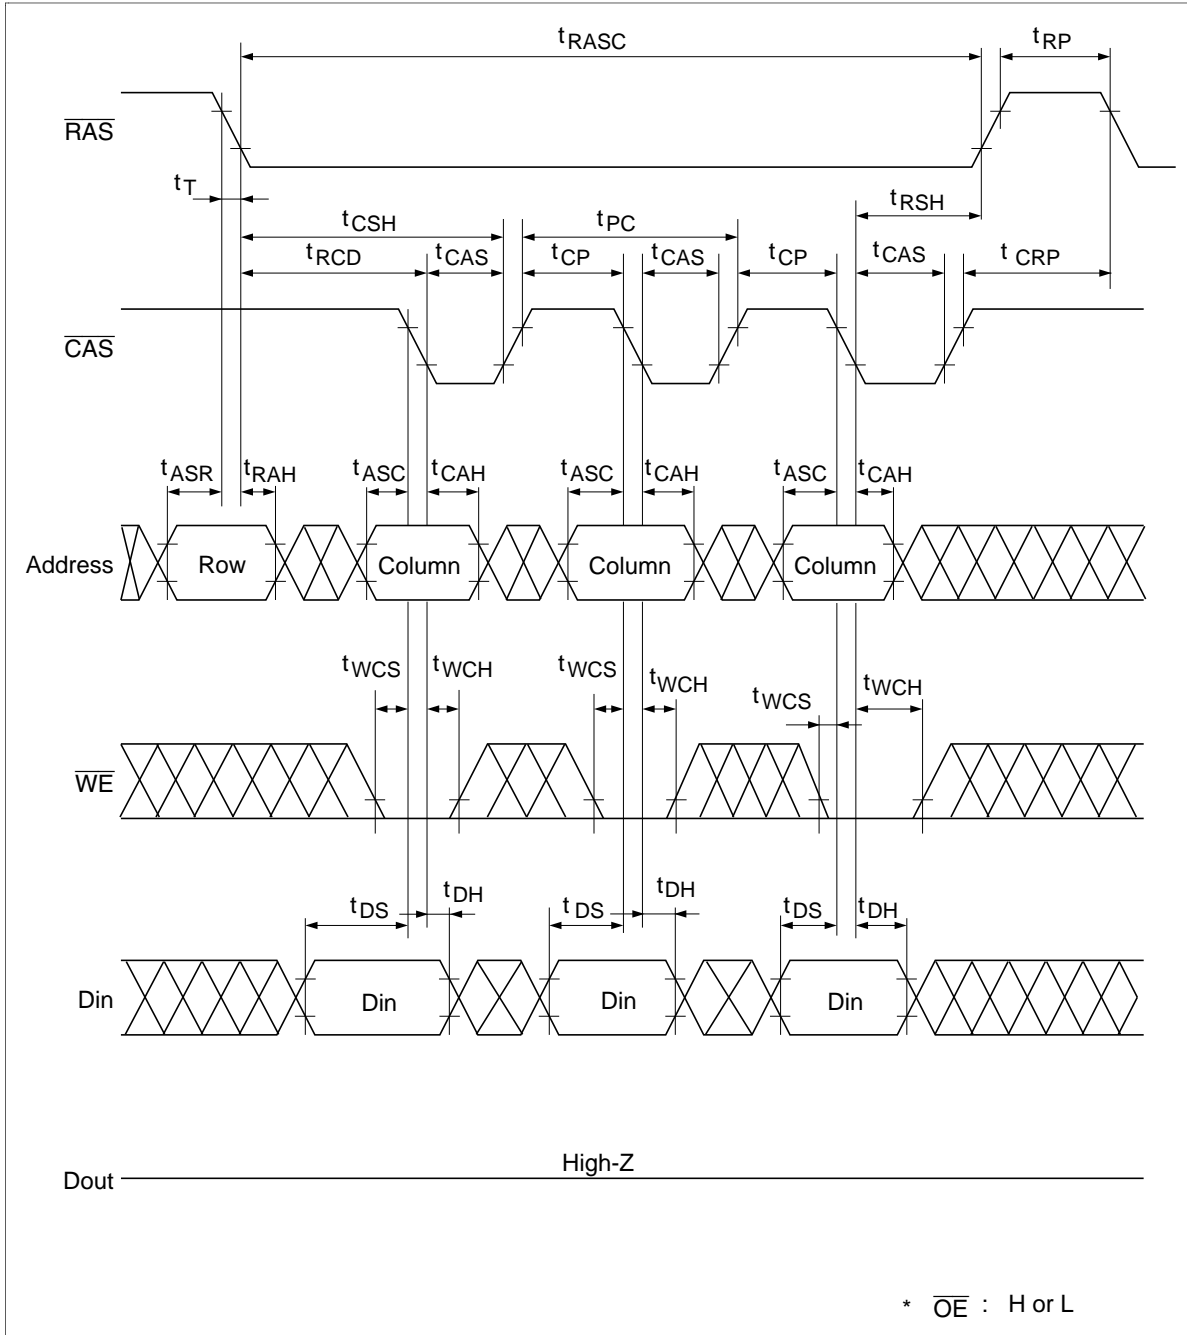 tRASC tRP
RAS
tT tRSH
tCSH tPC
tRCD tCAS tCP tCAS tCP tCAS tCRP
CAS
tASR tRAH tASC tCAH tASC tCAH tASC tCAH
Address Row Column Column Column
tWCS tWCH tWCS tWCH tWCS tWCH
WE
tDS tDH tDS tDH tDS tDH
Din Din Din Din
High-Z
Dout
* OE : H or L